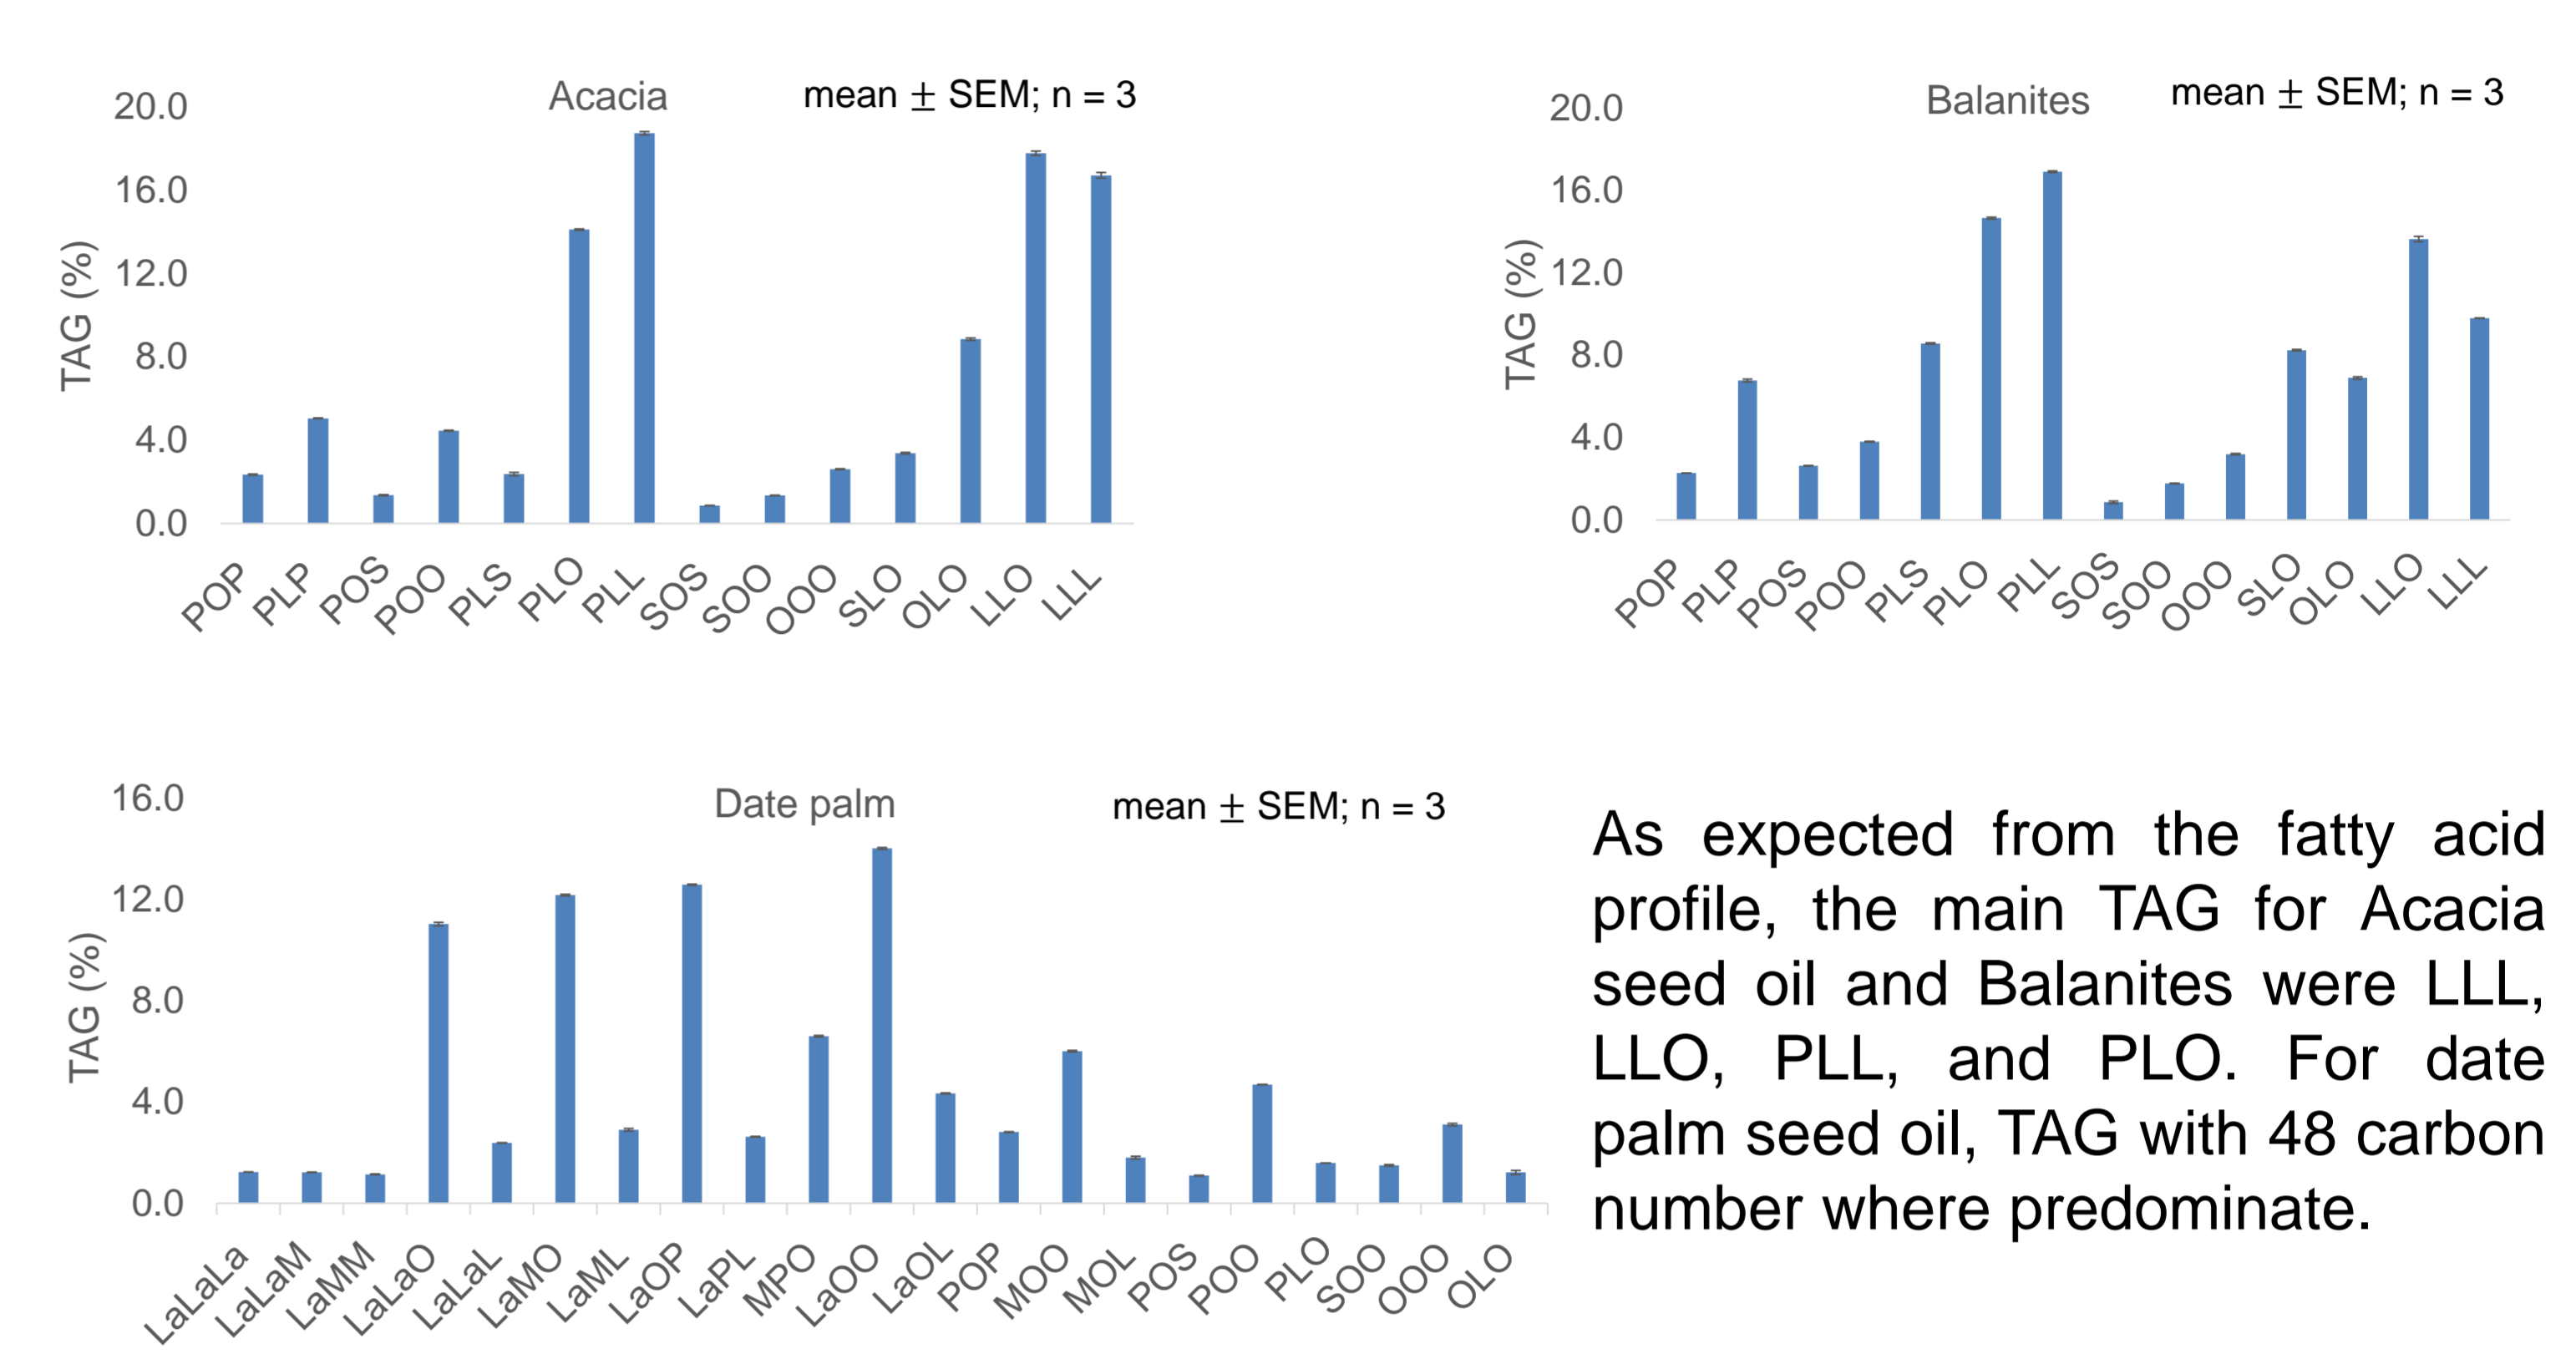 Acacia
mean ± SEM; n = 3
TAG (%)
20.0
16.0
12.0
8.0
4.0
0.0
POP PLP POS POO PLS PLO PLL SOS SOO OOO SLO OLO LLO LLL
Balanites
mean ± SEM; n = 3
TAG (%)
20.0
16.0
12.0
8.0
4.0
0.0
POP PLP POS POO PLS PLO PLL SOS SOO OOO SLO OLO LLO LLL
Date palm
mean ± SEM; n = 3
TAG (%)
16.0
12.0
8.0
4.0
0.0
LaLaLa LaLaM LaMM LaLaO LaLaL LaMO LaML LaOP LaPL MPO LaOO LaOL POP MOO MOL POS POO PLO SOO OOO OLO
As expected from the fatty acid
profile, the main TAG for Acacia
seed oil and Balanites were LLL,
LLO, PLL, and PLO. For date
palm seed oil, TAG with 48 carbon
number where predominate.